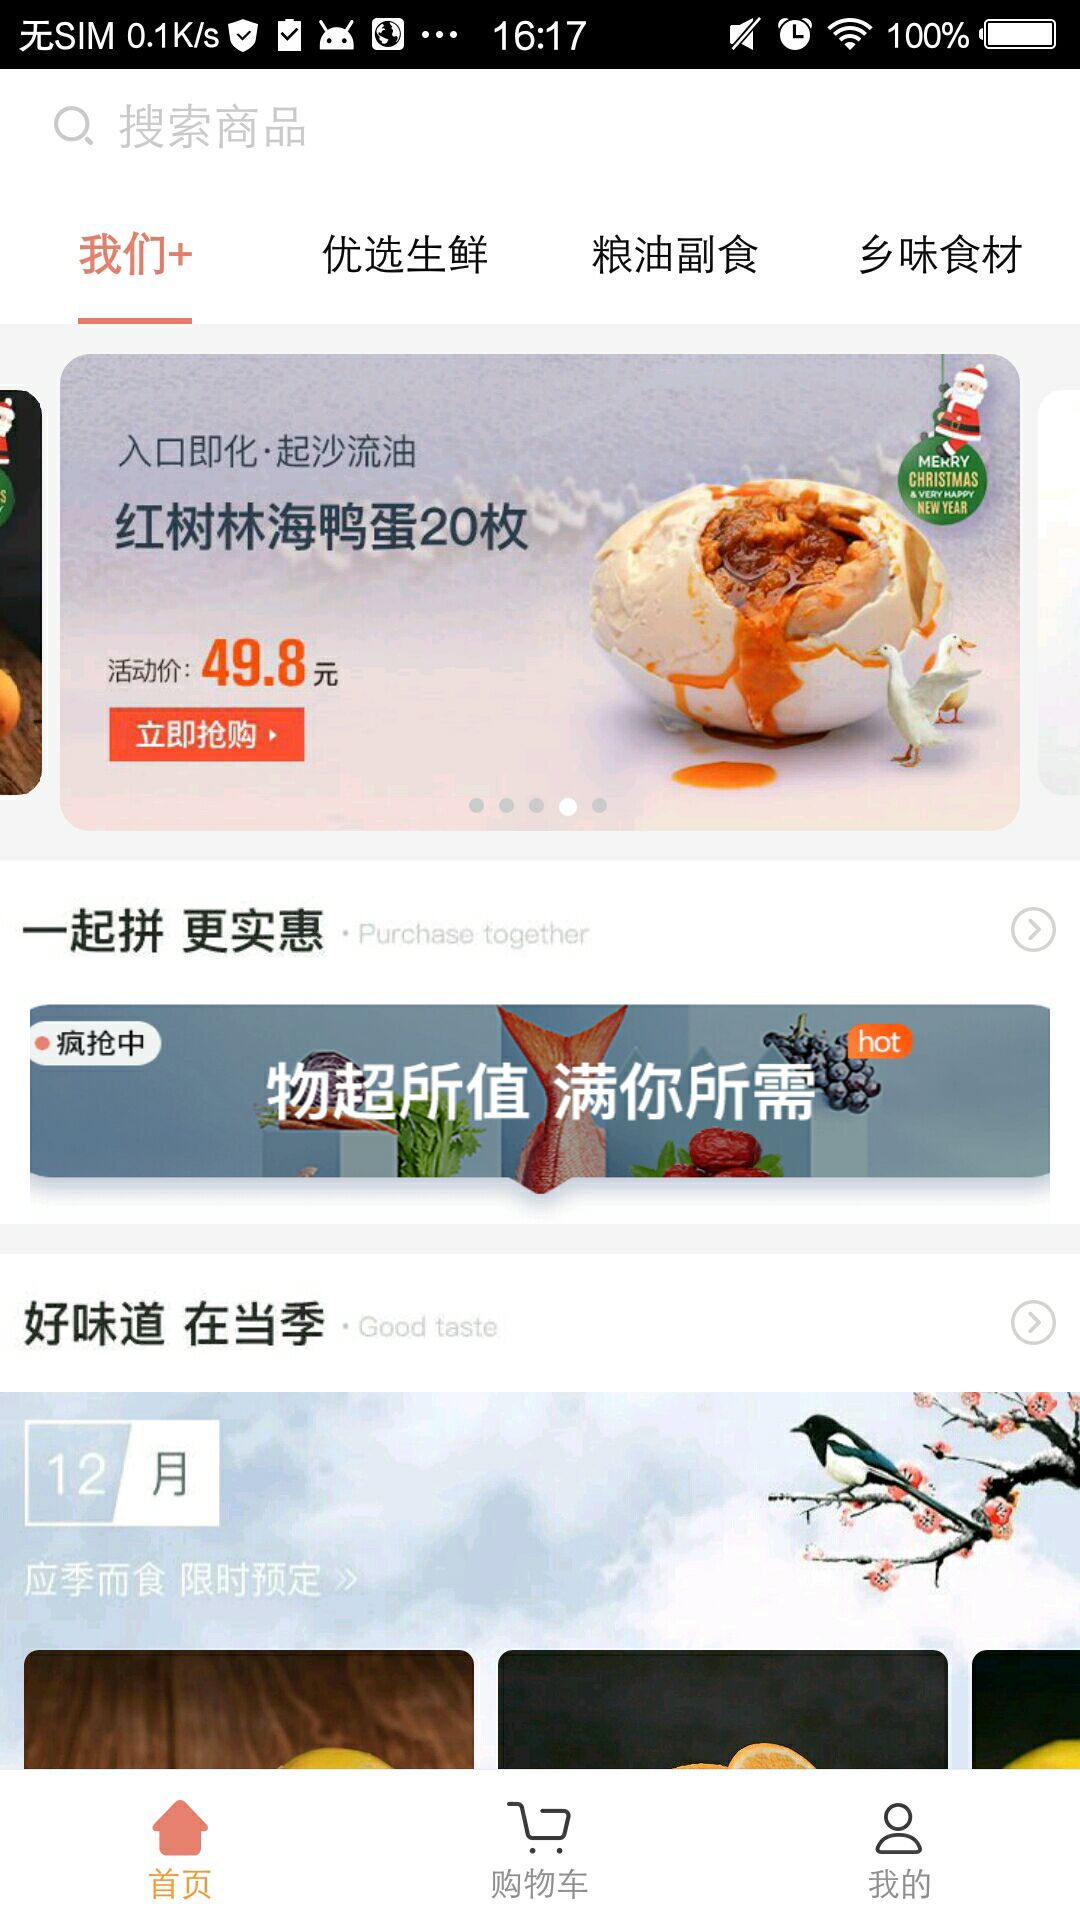 无SIM 0.1K/s 16:17 100%
搜索商品
我们+ 优选生鲜 粮油副食 乡味食材
入口即化·起沙流油
红树林海鸭蛋20枚
活动价: 49.8元
立即抢购
MERRY
CHRISTMAS
& VERY HAPPY
NEW YEAR
一起拼 更实惠 · Purchase together
疯抢中
hot
物超所值 满你所需
好味道 在当季 · Good taste
12月
应季而食 限时预定 »
首页 购物车 我的